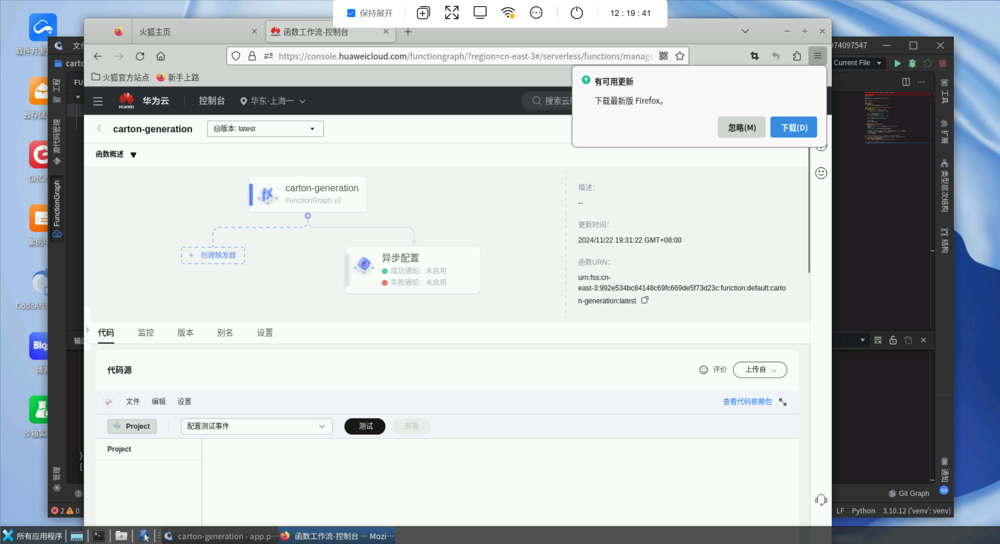 保持展开
12 : 19 : 41
火狐主页
函数工作流-控制台
https://console.huaweicloud.com/functiongraph/?region=cn-east-3#/serverless/functions/manage
火狐官方站点
新手上路
有可用更新
下载最新版 Firefox。
忽略(M)
下载(D)
HUAWEI
华为云
控制台
华东-上海一
搜索云
carton-generation
版本: latest
函数概述
carton-generation
FunctionGraph v2
创建触发器
异步配置
成功通知：未启用
失败通知：未启用
描述：
--
更新时间：
2024/11/22 19:31:22 GMT+08:00
函数URN：
urn:fss:cn-
east-3:992e534bc84148c69fc669de5f73d23c:function:default:carto
n-generation:latest
代码
监控
版本
别名
设置
代码源
评价
上传自
文件
编辑
设置
查看代码依赖包
Project
配置测试事件
测试
部署
Project
软件开发
云存储
GitCo
案例中
CodeArts
Blog
博客
沙箱实
文件
carto
FU
工程
源代码管理
FunctionGraph
管理
输出
}
[
2
0
974097547
Current File
工具
扩展
类型层次结构
结构
通知
3
Git Graph
LF
Python
3.10.12 ('venv': venv)
所有应用程序
carton-generation - app.p···
函数工作流-控制台 — Mozi···